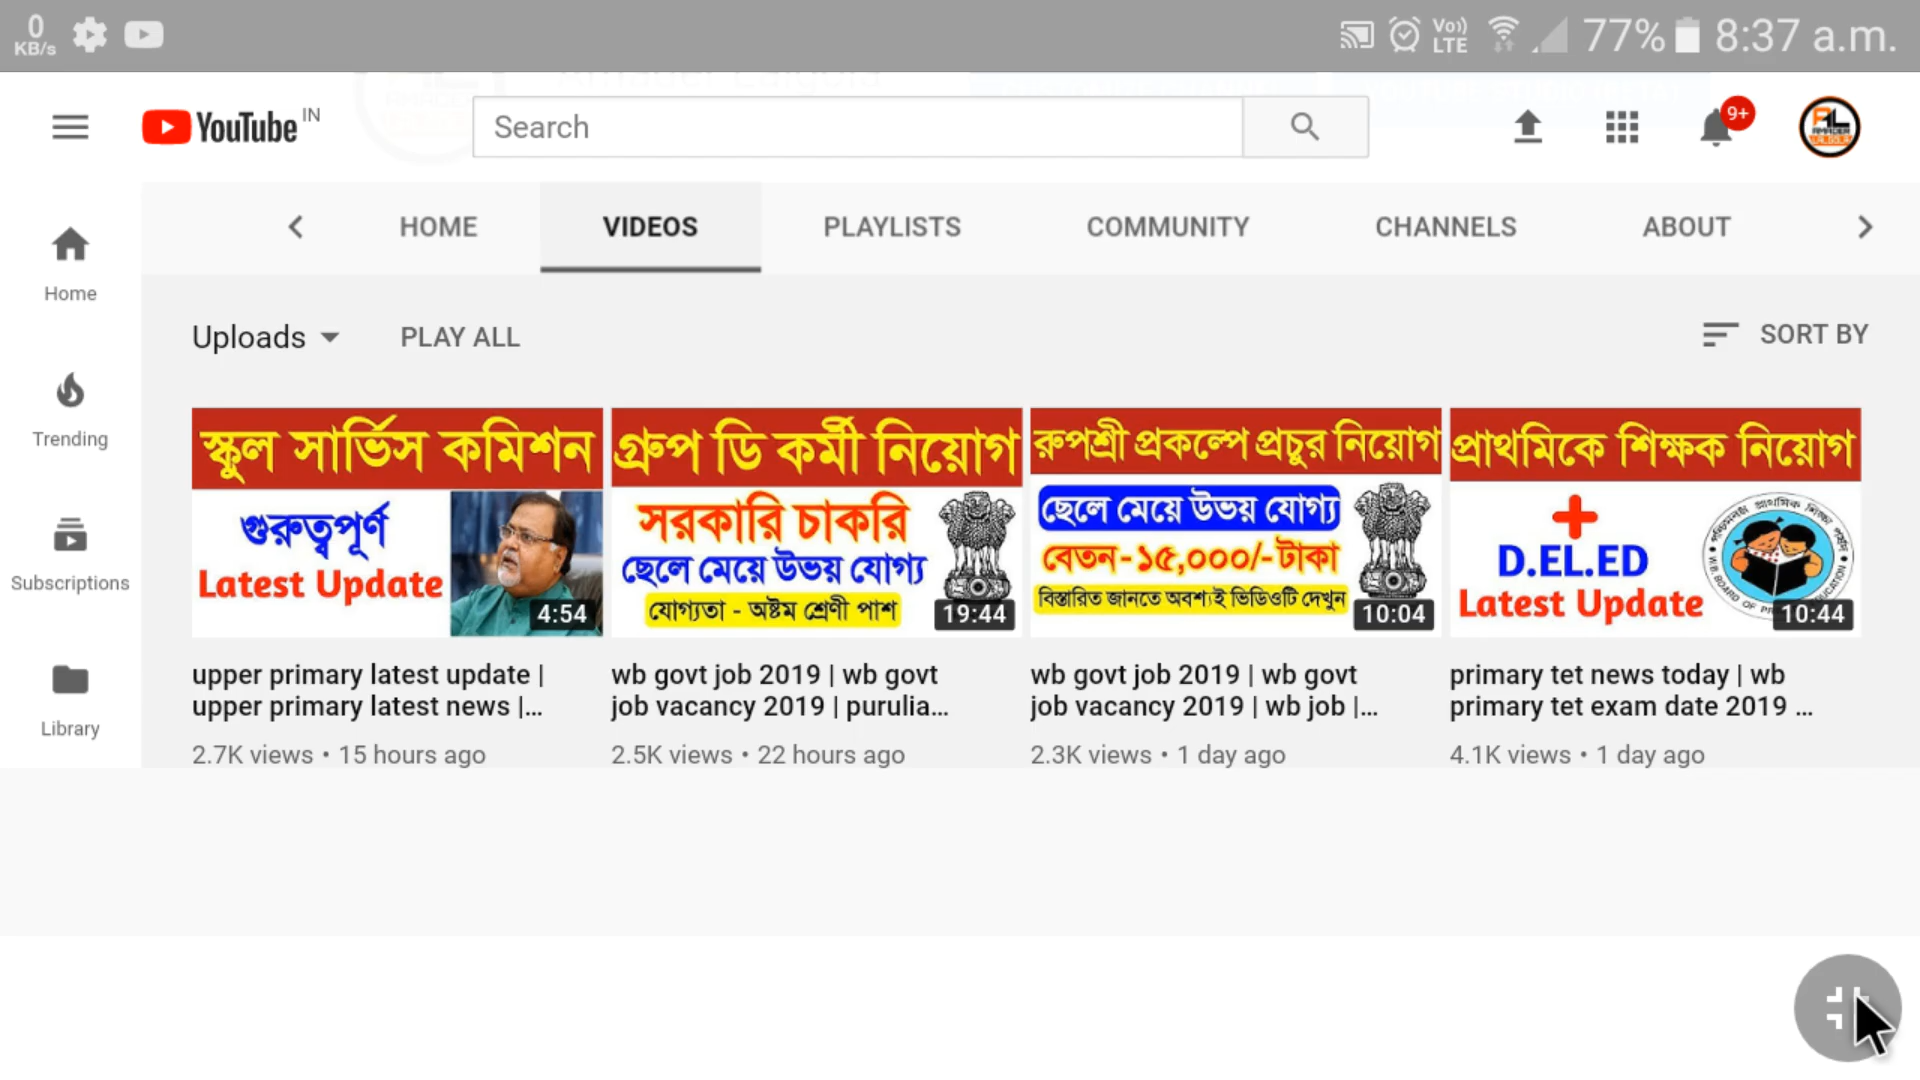 0
KB/s
Vo))
LTE
77%
8:37 a.m.
YouTube IN
Search
9+
HOME
VIDEOS
PLAYLISTS
COMMUNITY
CHANNELS
ABOUT
Home
Trending
Subscriptions
Library
Uploads
PLAY ALL
SORT BY
স্কুল সার্ভিস কমিশন
গুরুত্বপূর্ণ
Latest Update
4:54
upper primary latest update |
upper primary latest news |...
2.7K views • 15 hours ago
গ্রুপ ডি কর্মী নিয়োগ
সরকারি চাকরি
ছেলে মেয়ে উভয় যোগ্য
যোগ্যতা - অষ্টম শ্রেণী পাশ
19:44
wb govt job 2019 | wb govt
job vacancy 2019 | purulia...
2.5K views • 22 hours ago
রুপশ্রী প্রকল্পে প্রচুর নিয়োগ
ছেলে মেয়ে উভয় যোগ্য
বেতন-১৫,০০০/-টাকা
বিস্তারিত জানতে অবশ্যই ভিডিওটি দেখুন
10:04
wb govt job 2019 | wb govt
job vacancy 2019 | wb job |...
2.3K views • 1 day ago
প্রাথমিকে শিক্ষক নিয়োগ
+
D.EL.ED
Latest Update
10:44
primary tet news today | wb
primary tet exam date 2019 ...
4.1K views • 1 day ago